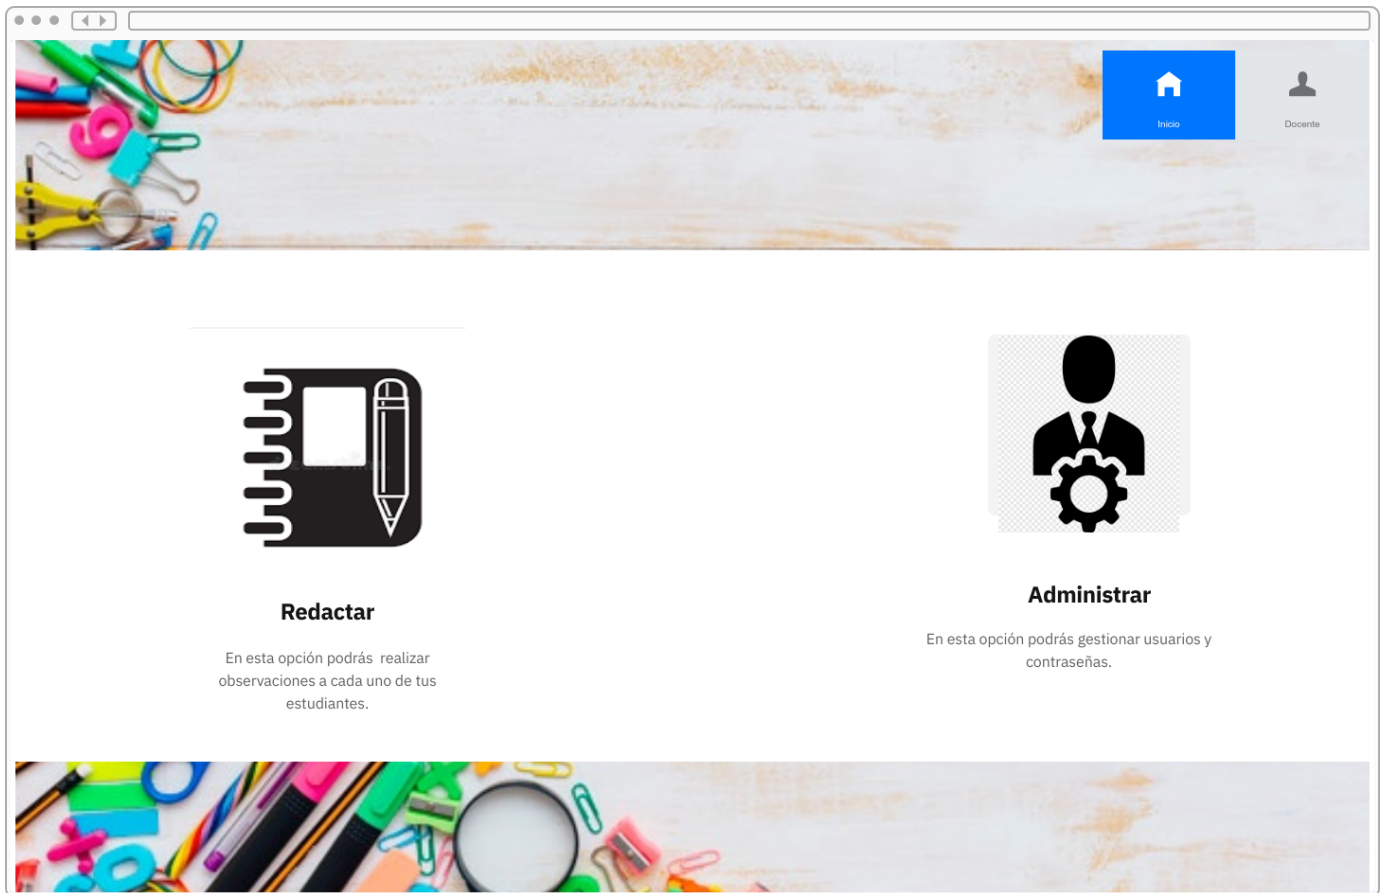 Inicio
Docente
Redactar
En esta opción podrás  realizar
observaciones a cada uno de tus
estudiantes.
Administrar
En esta opción podrás gestionar usuarios y
contraseñas.